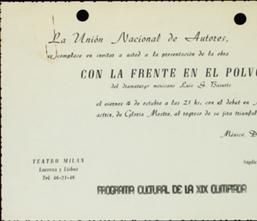 La Unión Nacional de Autores,
se complace en invitar a usted a la presentación de la obra
CON LA FRENTE EN EL POLVO
del dramaturgo mexicano Luis G. Basurto
el viernes 4 de octubre a las 21 hs. con el debut en
actriz, de Gloria Mestre, al regreso de su gira triunfal
México, D.
TEATRO MILAN
Lucerna y Lisboa
Tel. 46-21-46
PROGRAMA CULTURAL DE LA XIX OLIMPIADA